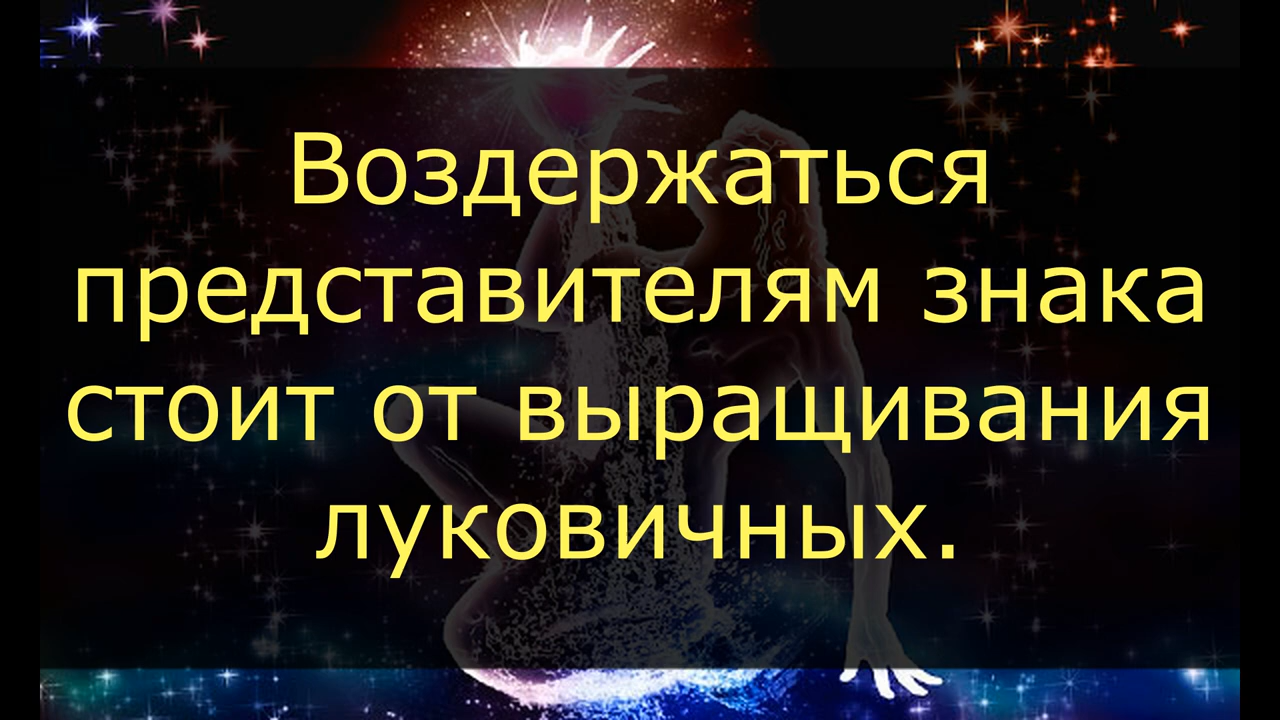 Воздержаться
представителям знака
стоит от выращивания
луковичных.